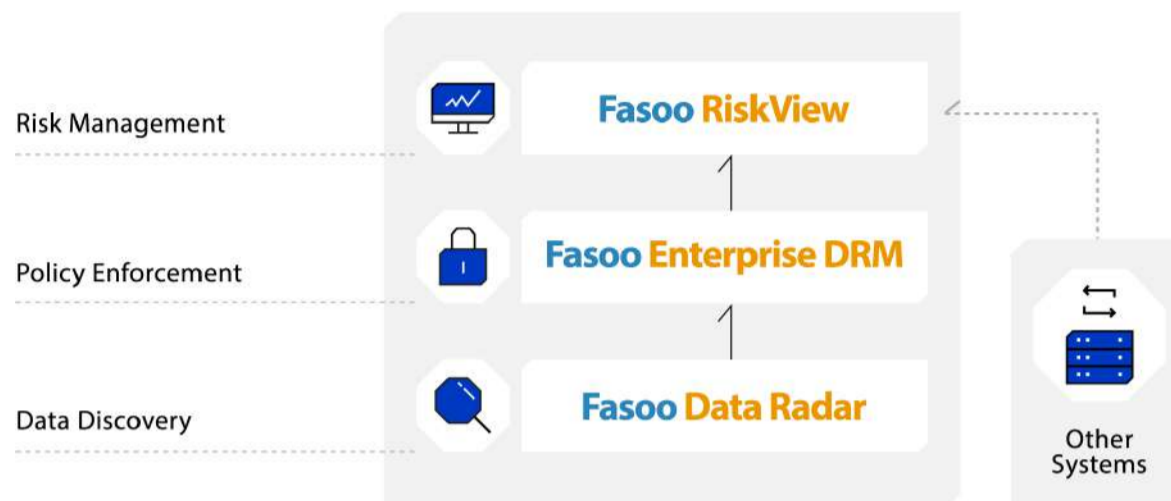 Risk Management
Fasoo RiskView
Policy Enforcement
Fasoo Enterprise DRM
Data Discovery
Fasoo Data Radar
Other
Systems